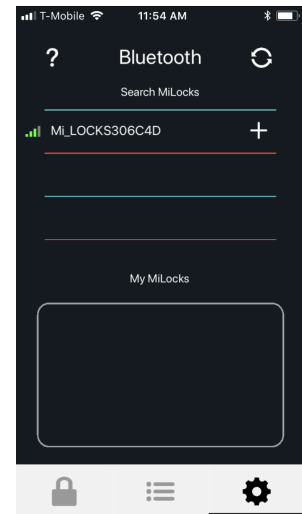 T-Mobile 11:54 AM
? Bluetooth
Search MiLocks
Mi_LOCKS306C4D +
My MiLocks